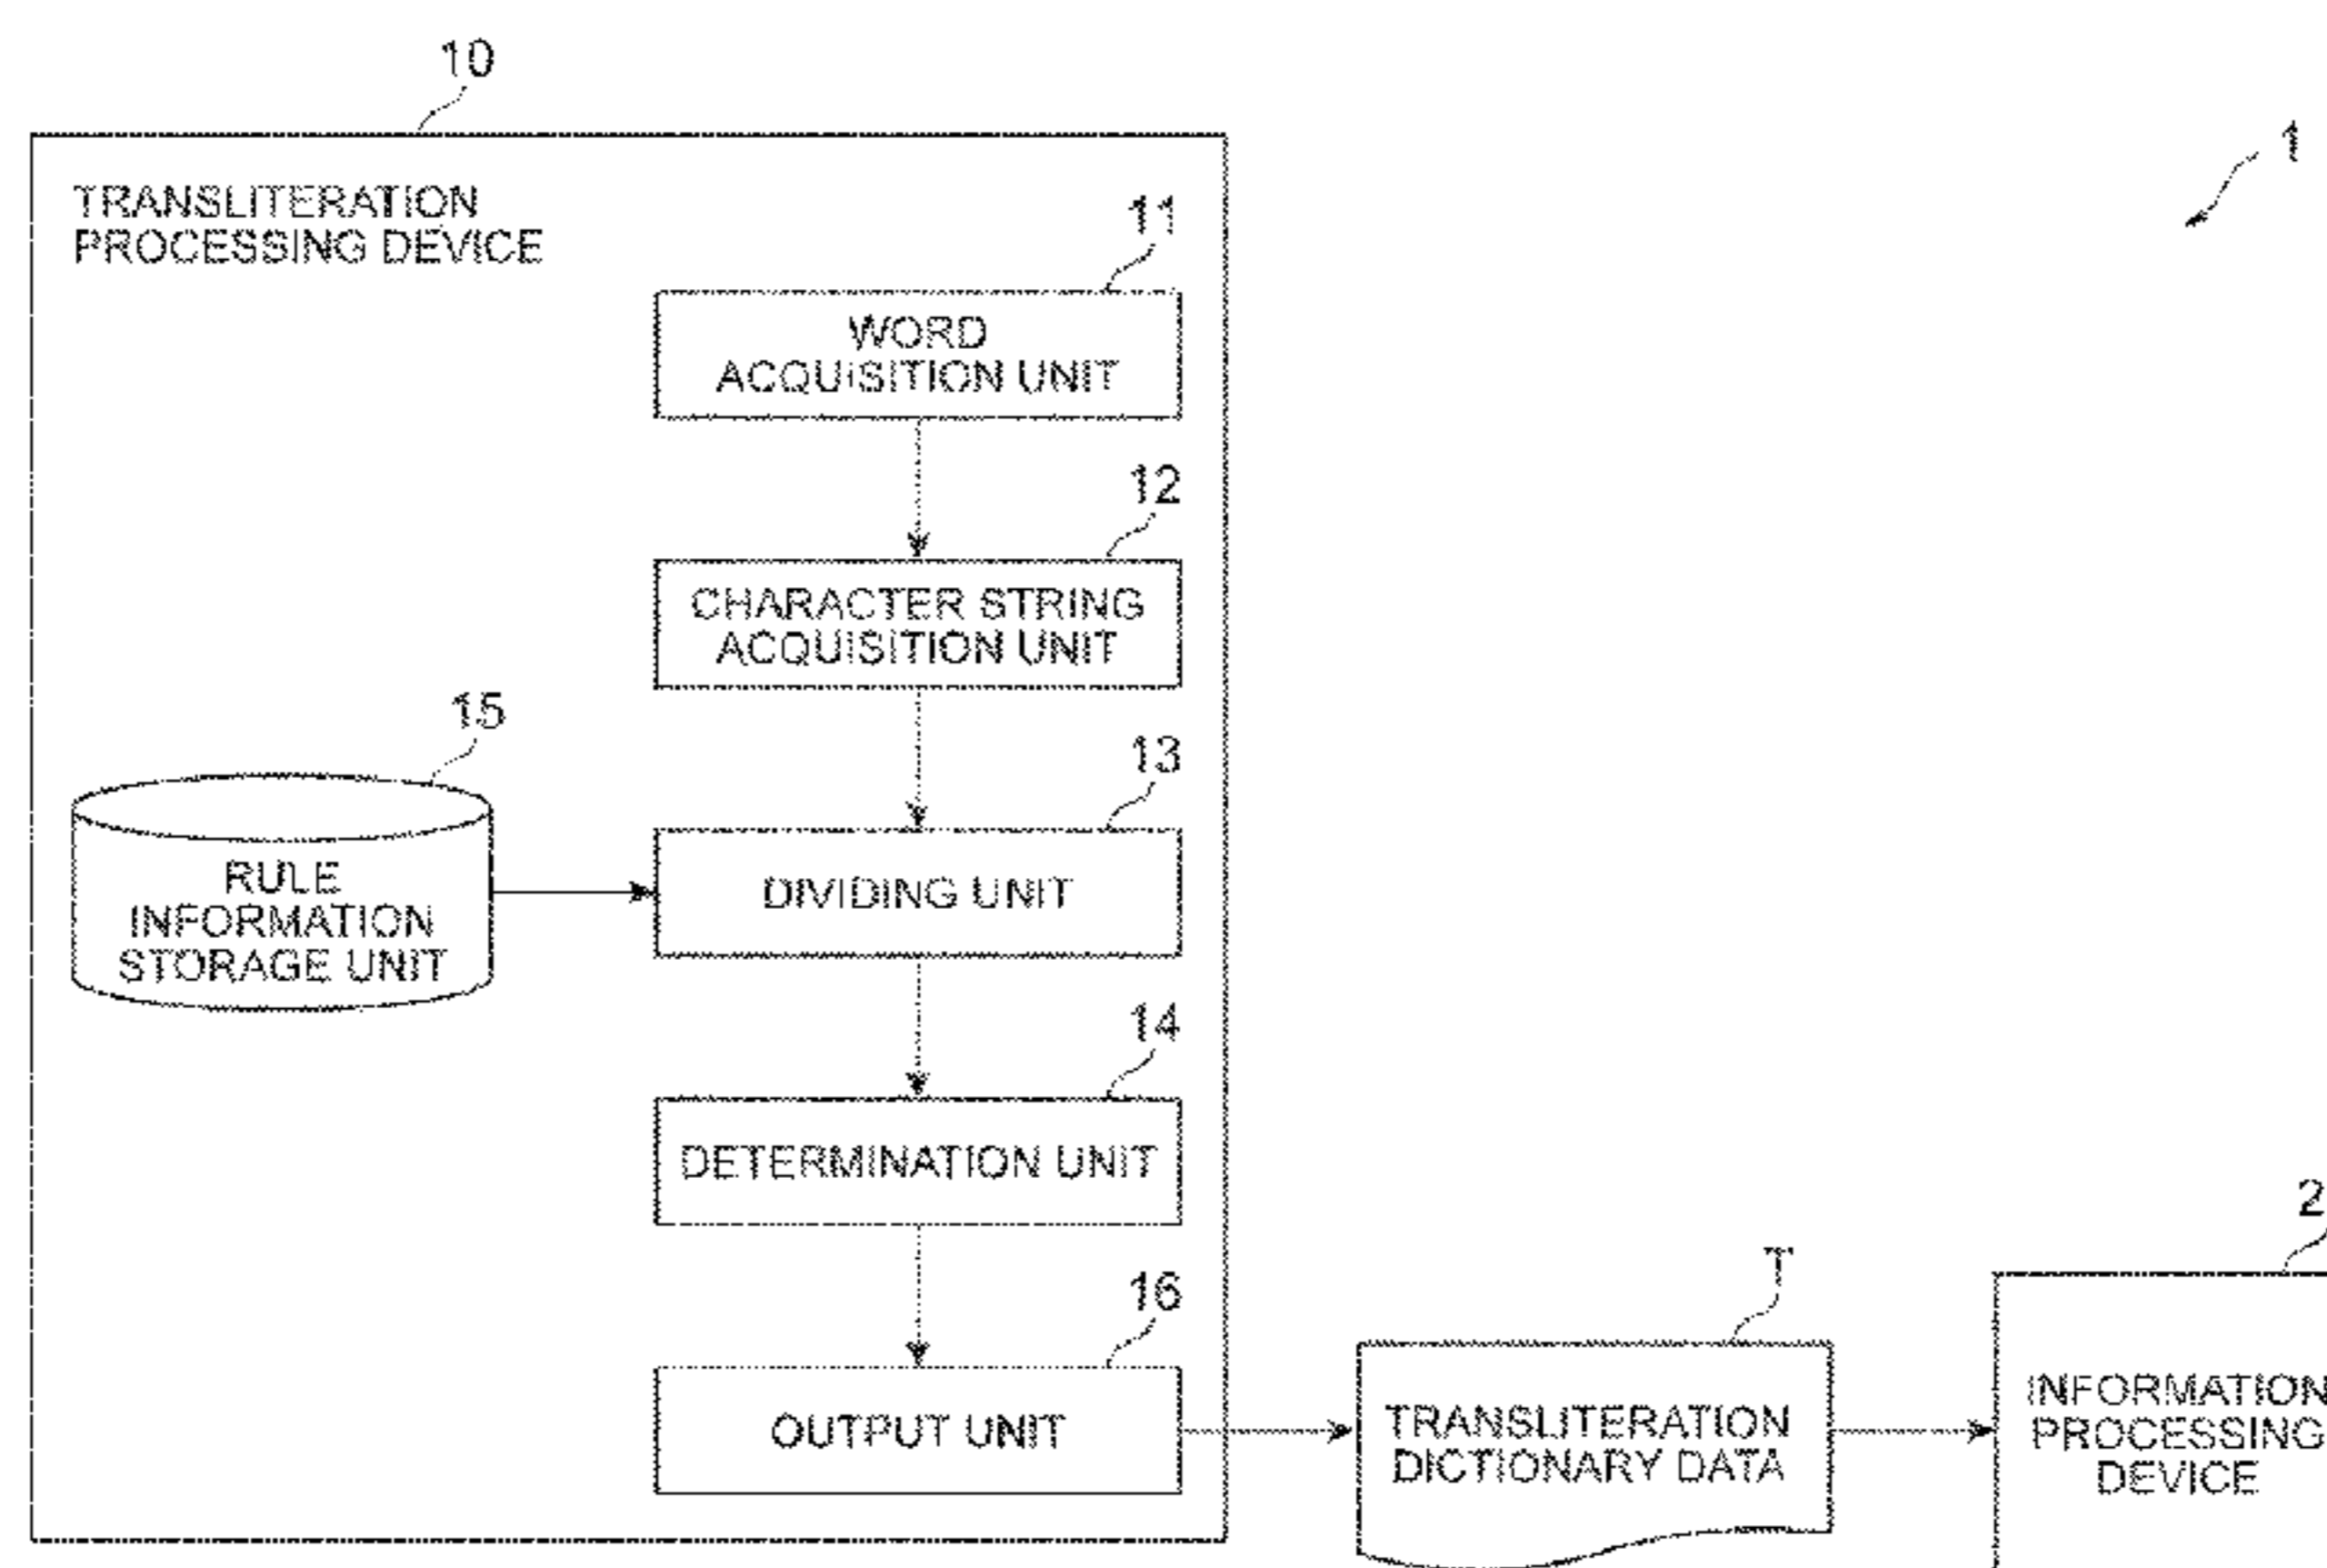 10
1
TRANSLITERATION
PROCESSING DEVICE
11
WORD
ACQUISITION UNIT
12
CHARACTER STRING
ACQUISITION UNIT
15
13
RULE
INFORMATION
STORAGE UNIT
DIVIDING UNIT
14
DETERMINATION UNIT
16
OUTPUT UNIT
T
TRANSLITERATION
DICTIONARY DATA
INFORMATION
PROCESSING
DEVICE